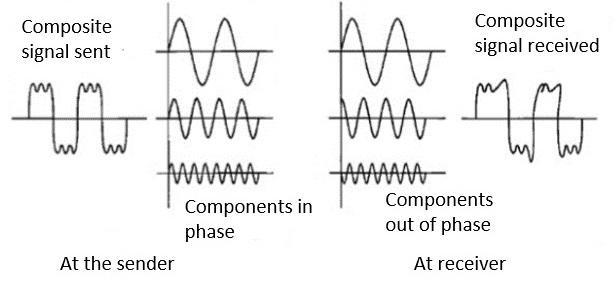 Composite
signal sent
Composite
signal received
Components in
phase
Components
out of phase
At the sender
At receiver